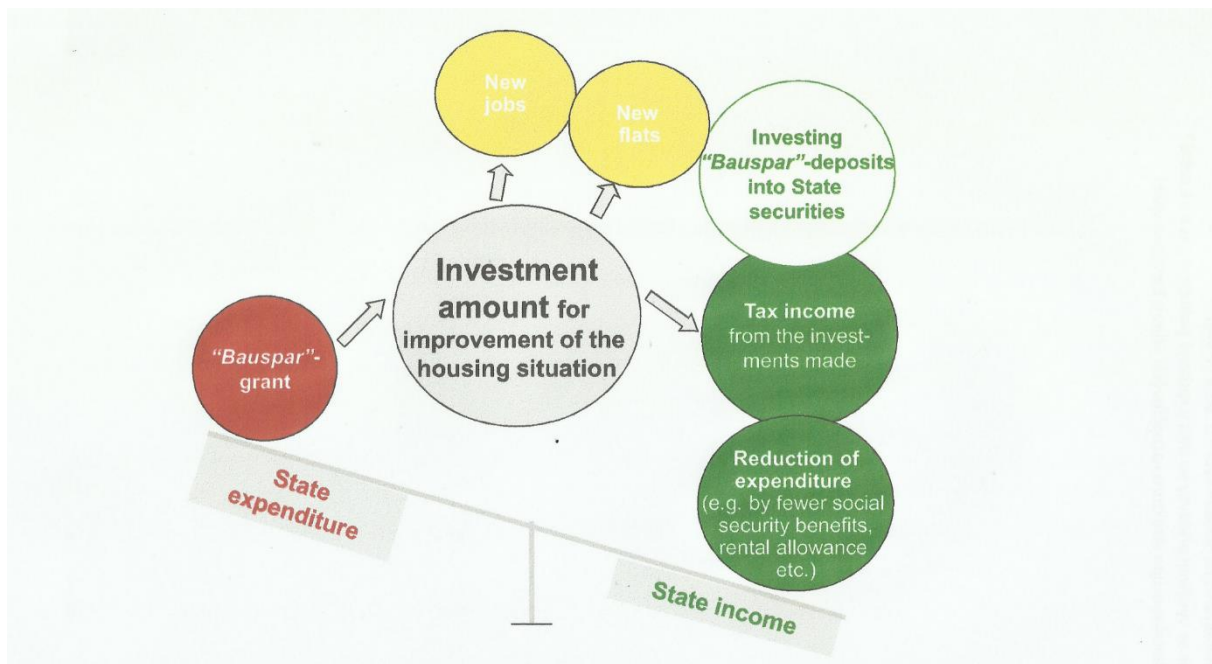 New
jobs
New
flats
Investing
"Bauspar"-deposits
into State
securities
Investment
amount for
improvement of the
housing situation
"Bauspar"-
grant
Tax income
from the invest-
ments made
Reduction of
expenditure
(e.g. by fewer social
security benefits,
rental allowance
etc.)
State
expenditure
State income